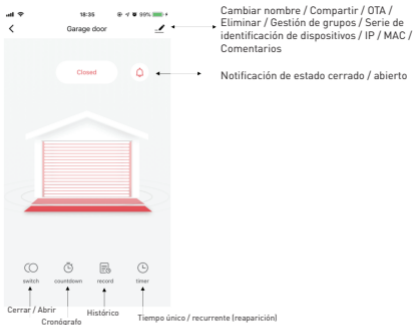 18:35
99%
Garage door
Cambiar nombre / Compartir / OTA /
Eliminar / Gestión de grupos / Serie de
identificación de dispositivos / IP / MAC /
Comentarios
Closed
Notificación de estado cerrado / abierto
switch countdown record timer
Cerrar / Abrir
Cronógrafo
Histórico
Tiempo único / recurrente (reaparición)